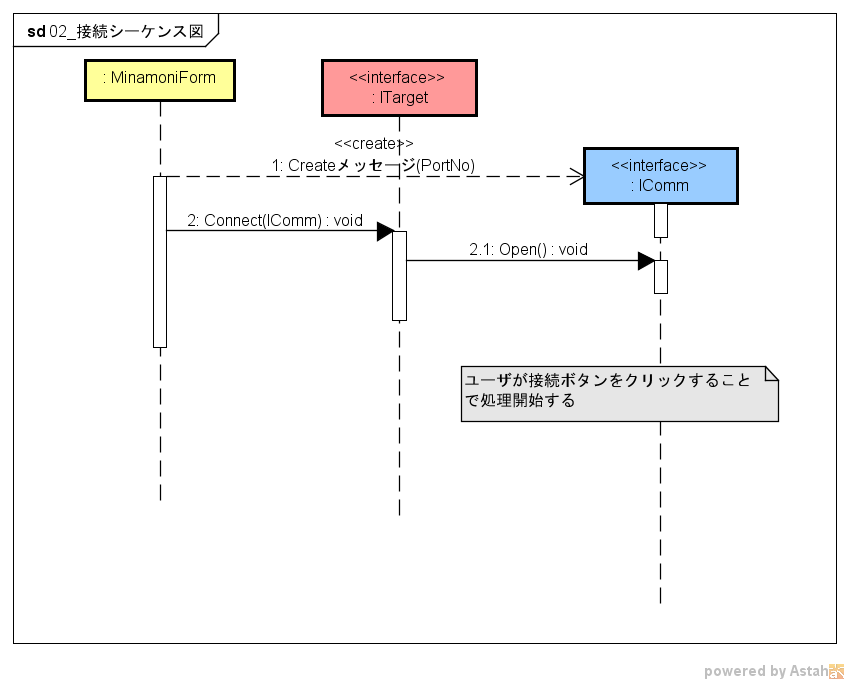 sd 02_接続シーケンス図
: MinamoniForm
<<interface>>
: ITarget
<<create>>
1: Createメッセージ(PortNo)
<<interface>>
: IComm
2: Connect(IComm) : void
2.1: Open() : void
ユーザが接続ボタンをクリックすること
で処理開始する
powered by Astah